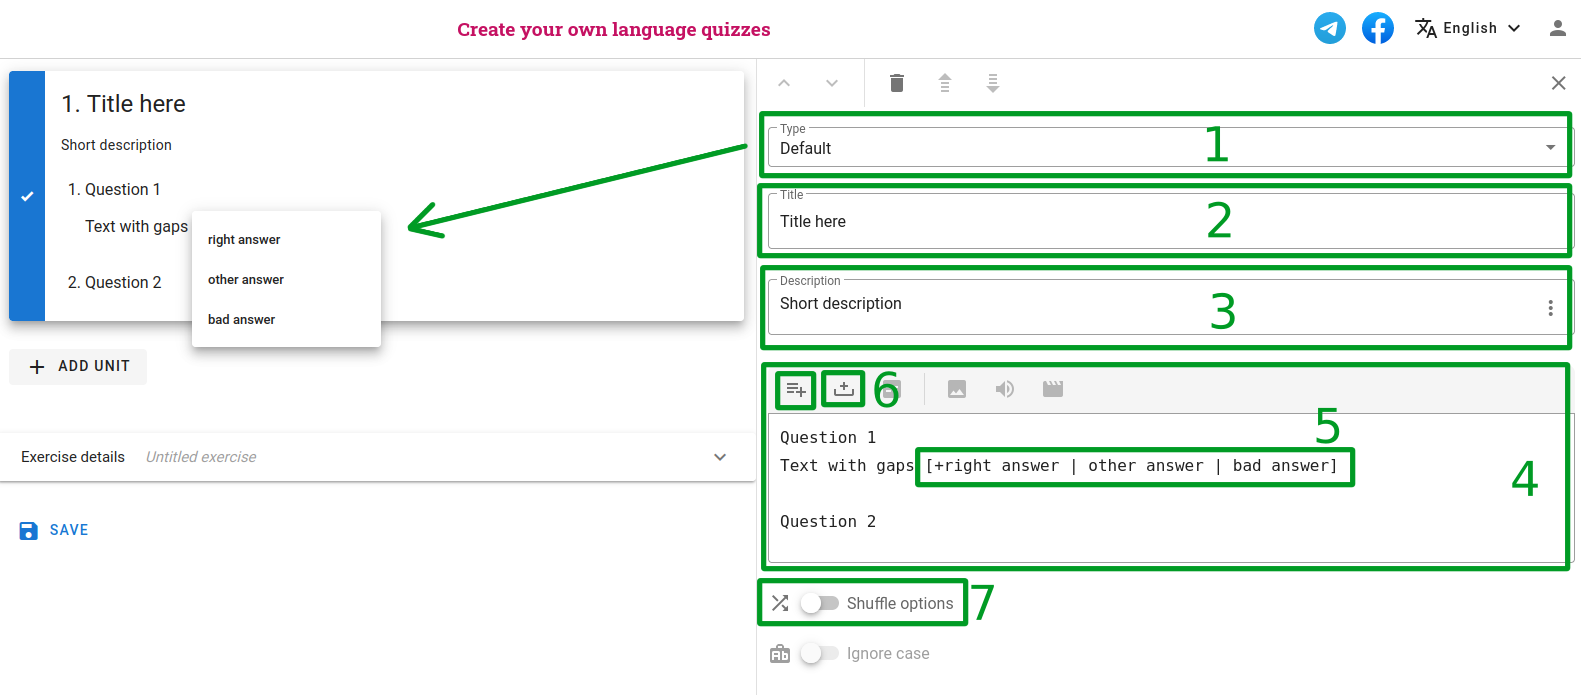 Create your own language quizzes
English
1. Title here
Short description
1. Question 1
Text with gaps
right answer
other answer
bad answer
2. Question 2
ADD UNIT
Exercise details Untitled exercise
SAVE
Type
Default
1
Title
Title here
2
Description
Short description
3
6
5
Question 1
Text with gaps [+right answer | other answer | bad answer]
4
Question 2
Shuffle options
7
Ab
Ignore case